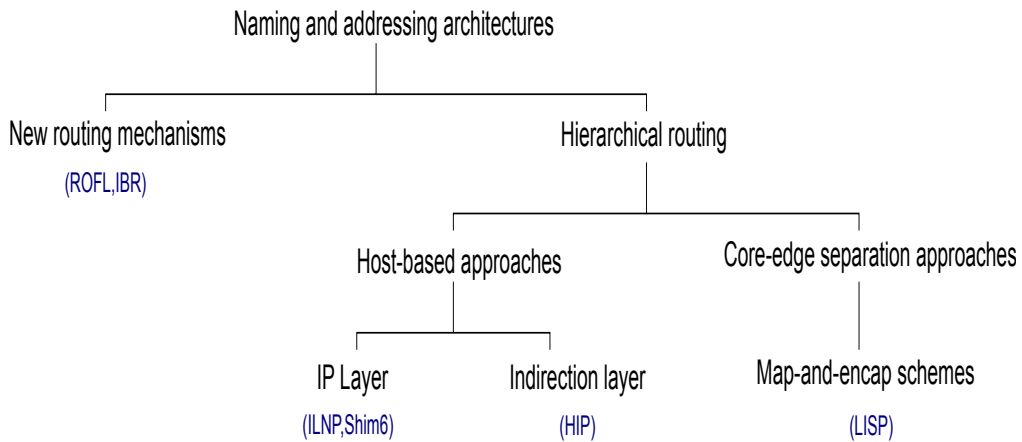 Naming and addressing architectures
New routing mechanisms
(ROFL,IBR)
Hierarchical routing
Host-based approaches
Core-edge separation approaches
IP Layer
(ILNP,Shim6)
Indirection layer
(HIP)
Map-and-encap schemes
(LISP)